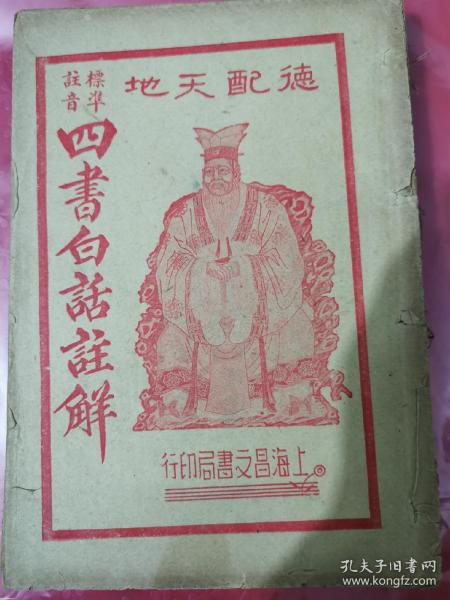 德配天地
標準
註音
四書白話註解
上海昌文書局印行
孔夫子旧书网
www.kongfz.com